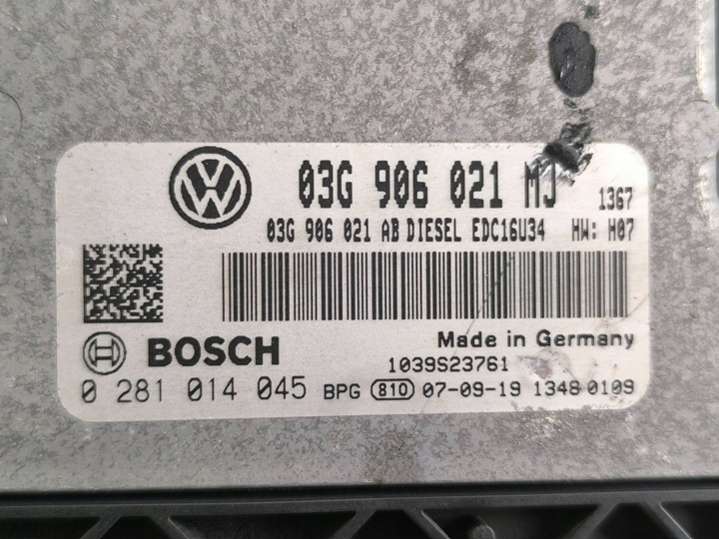 03G 906 021 MJ 1367
03G 906 021 AB DIESEL EDC16U34 HW: H07
Made in Germany
BOSCH 1039S23761
0 281 014 045 BPG 810 07-09-19 1348 0109